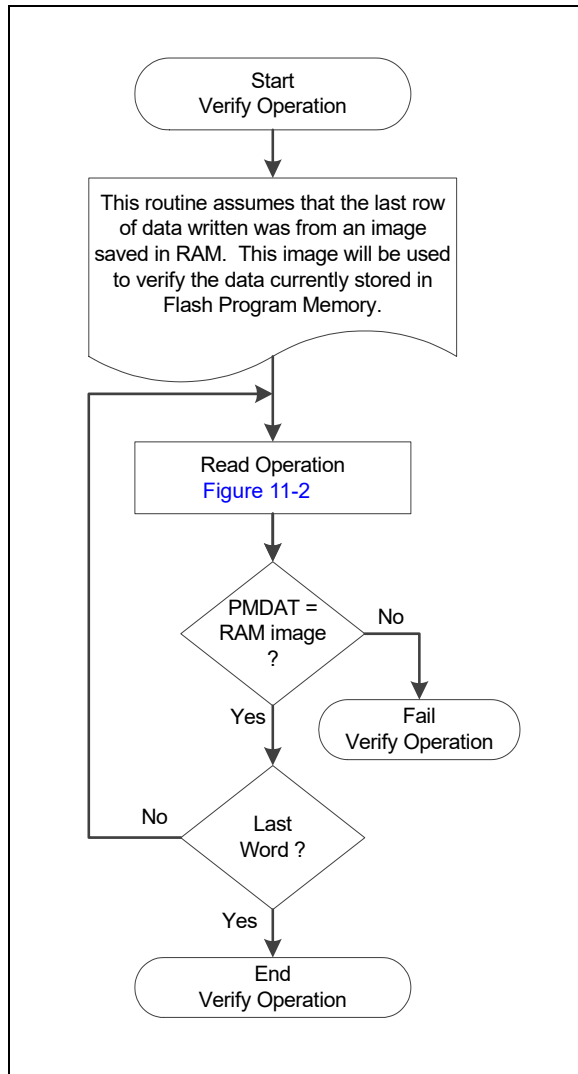 Start
Verify Operation
This routine assumes that the last row
of data written was from an image
saved in RAM.  This image will be used
to verify the data currently stored in
Flash Program Memory.
Read Operation
Figure 11-2
PMDAT =
RAM image
?
No
Yes
Fail
Verify Operation
No
Last
Word ?
Yes
End
Verify Operation